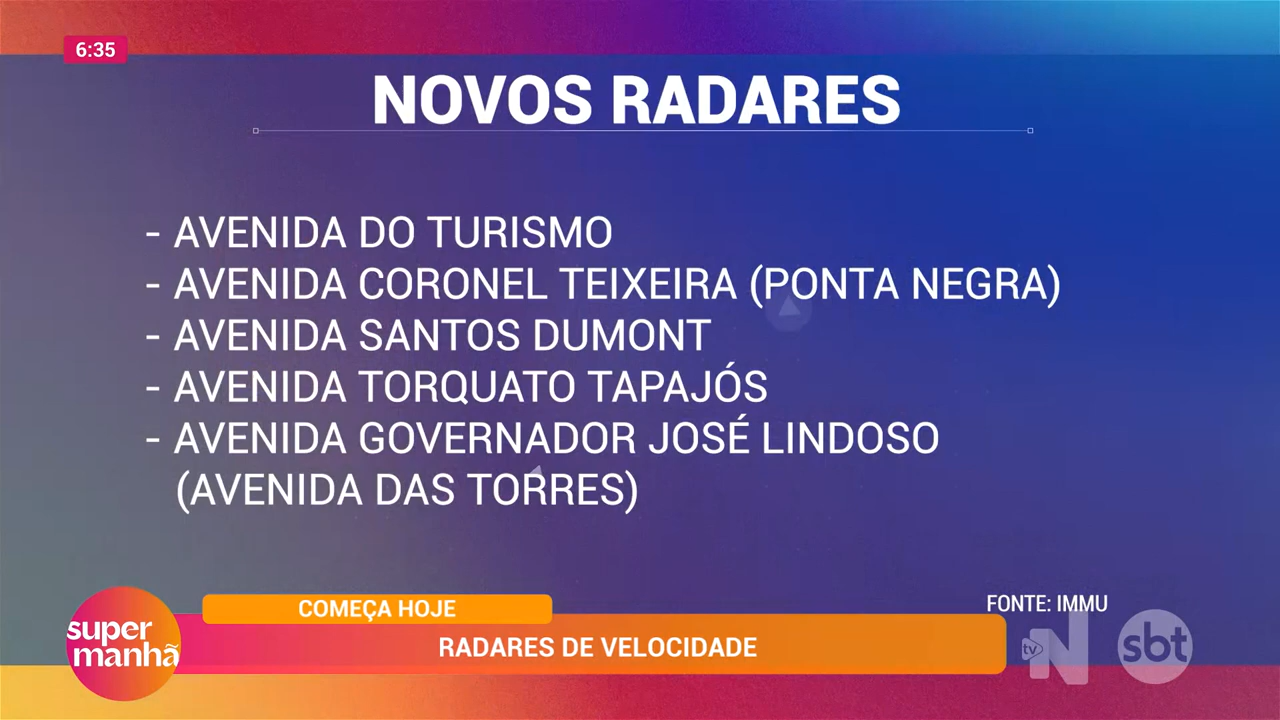 6:35
NOVOS RADARES
- AVENIDA DO TURISMO
- AVENIDA CORONEL TEIXEIRA (PONTA NEGRA)
- AVENIDA SANTOS DUMONT
- AVENIDA TORQUATO TAPAJÓS
- AVENIDA GOVERNADOR JOSÉ LINDOSO
(AVENIDA DAS TORRES)
COMEÇA HOJE
FONTE: IMMU
RADARES DE VELOCIDADE
super
manhã
tv N sbt